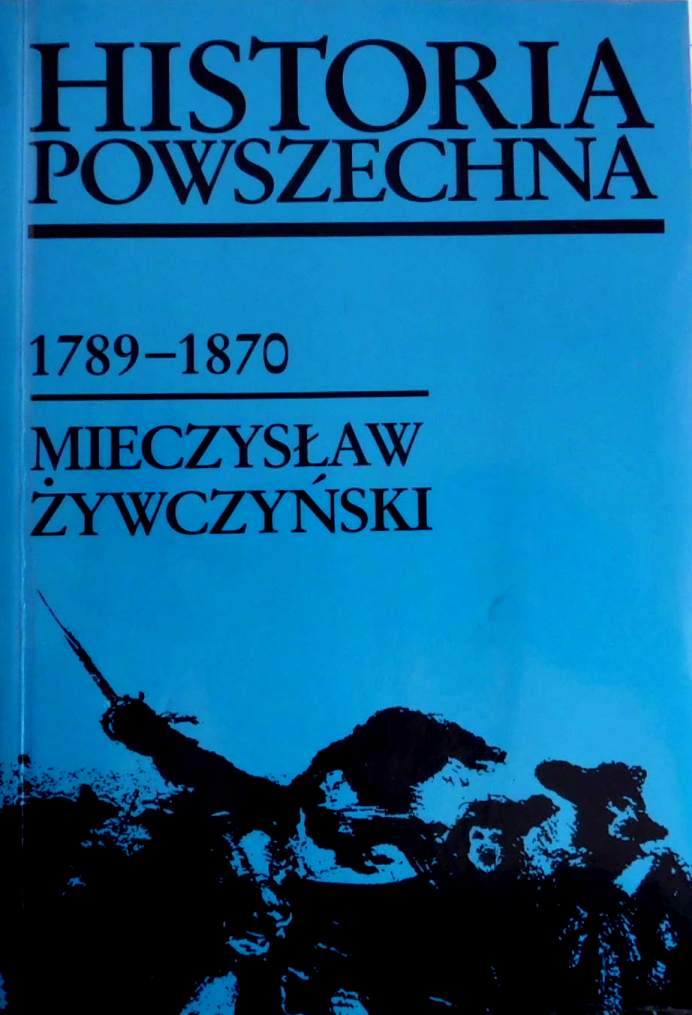 HISTORIA
POWSZECHNA
1789–1870
MIECZYSŁAW
ŻYWCZYŃSKI